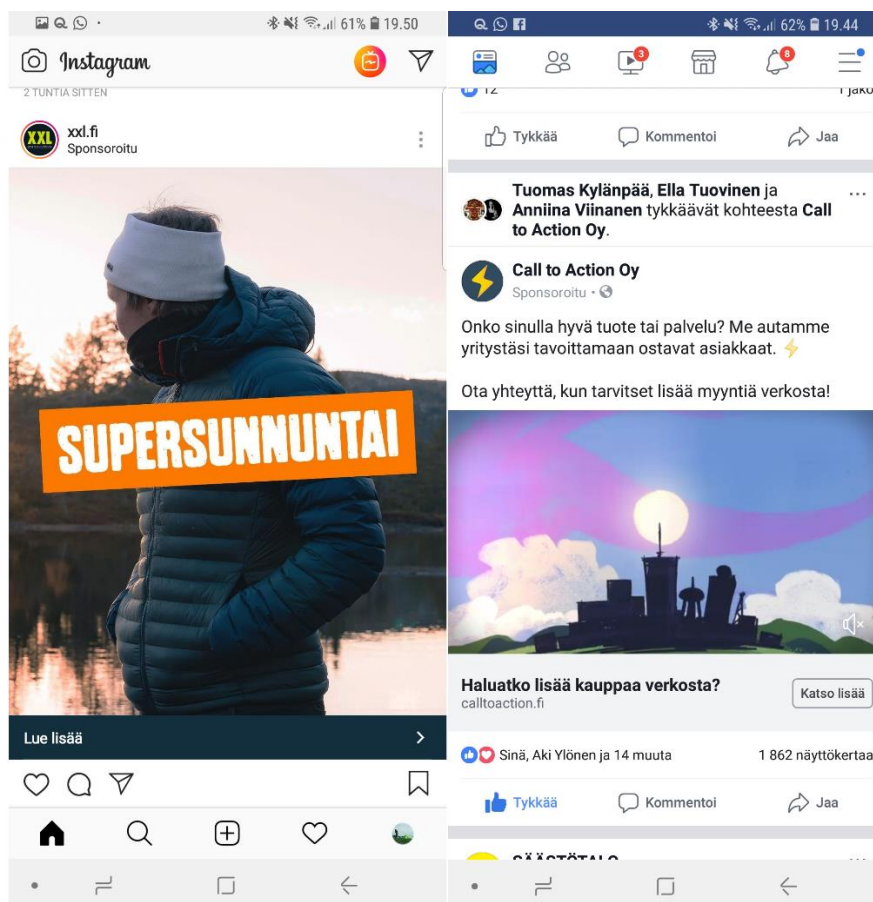 61% 19.50
Instagram
2 TUNTIA SITTEN
XXL
xxl.fi
Sponsoroitu
SUPERSUNNUNTAI
Lue lisää
62% 19.44
3
8
12
1 jako
Tykkää Kommentoi Jaa
Tuomas Kylänpää, Ella Tuovinen ja
Anniina Viinanen tykkäävät kohteesta Call
to Action Oy.
Call to Action Oy
Sponsoroitu ·
Onko sinulla hyvä tuote tai palvelu? Me autamme
yritystäsi tavoittamaan ostavat asiakkaat. ⚡
Ota yhteyttä, kun tarvitset lisää myyntiä verkosta!
Haluatko lisää kauppaa verkosta?
calltoaction.fi
Katso lisää
Sinä, Aki Ylönen ja 14 muuta
1 862 näyttökertaa
Tykkää Kommentoi Jaa
SÄÄSTÖTALO